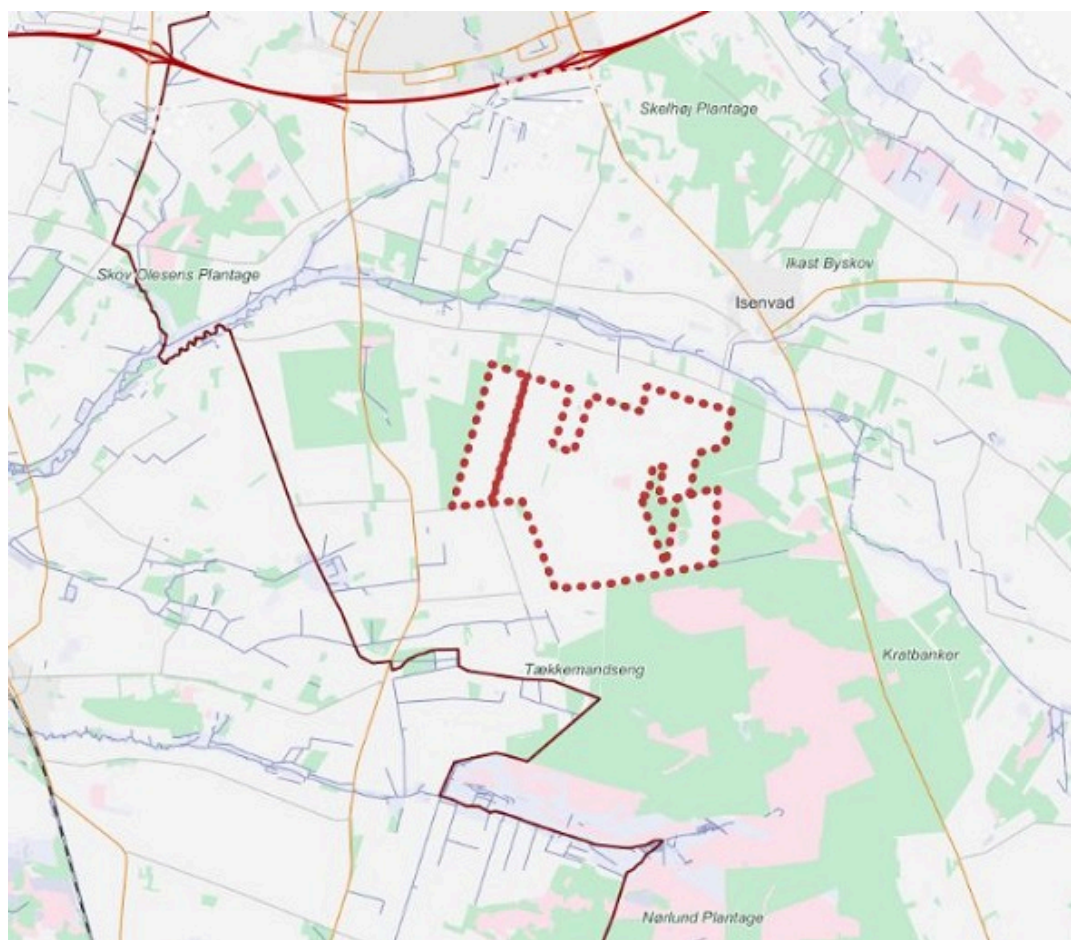 Skelhøj Plantage
Ikast Byskov
Skov Olesens Plantage
Isenvad
Kratbanker
Tækkemandseng
Nørlund Plantage